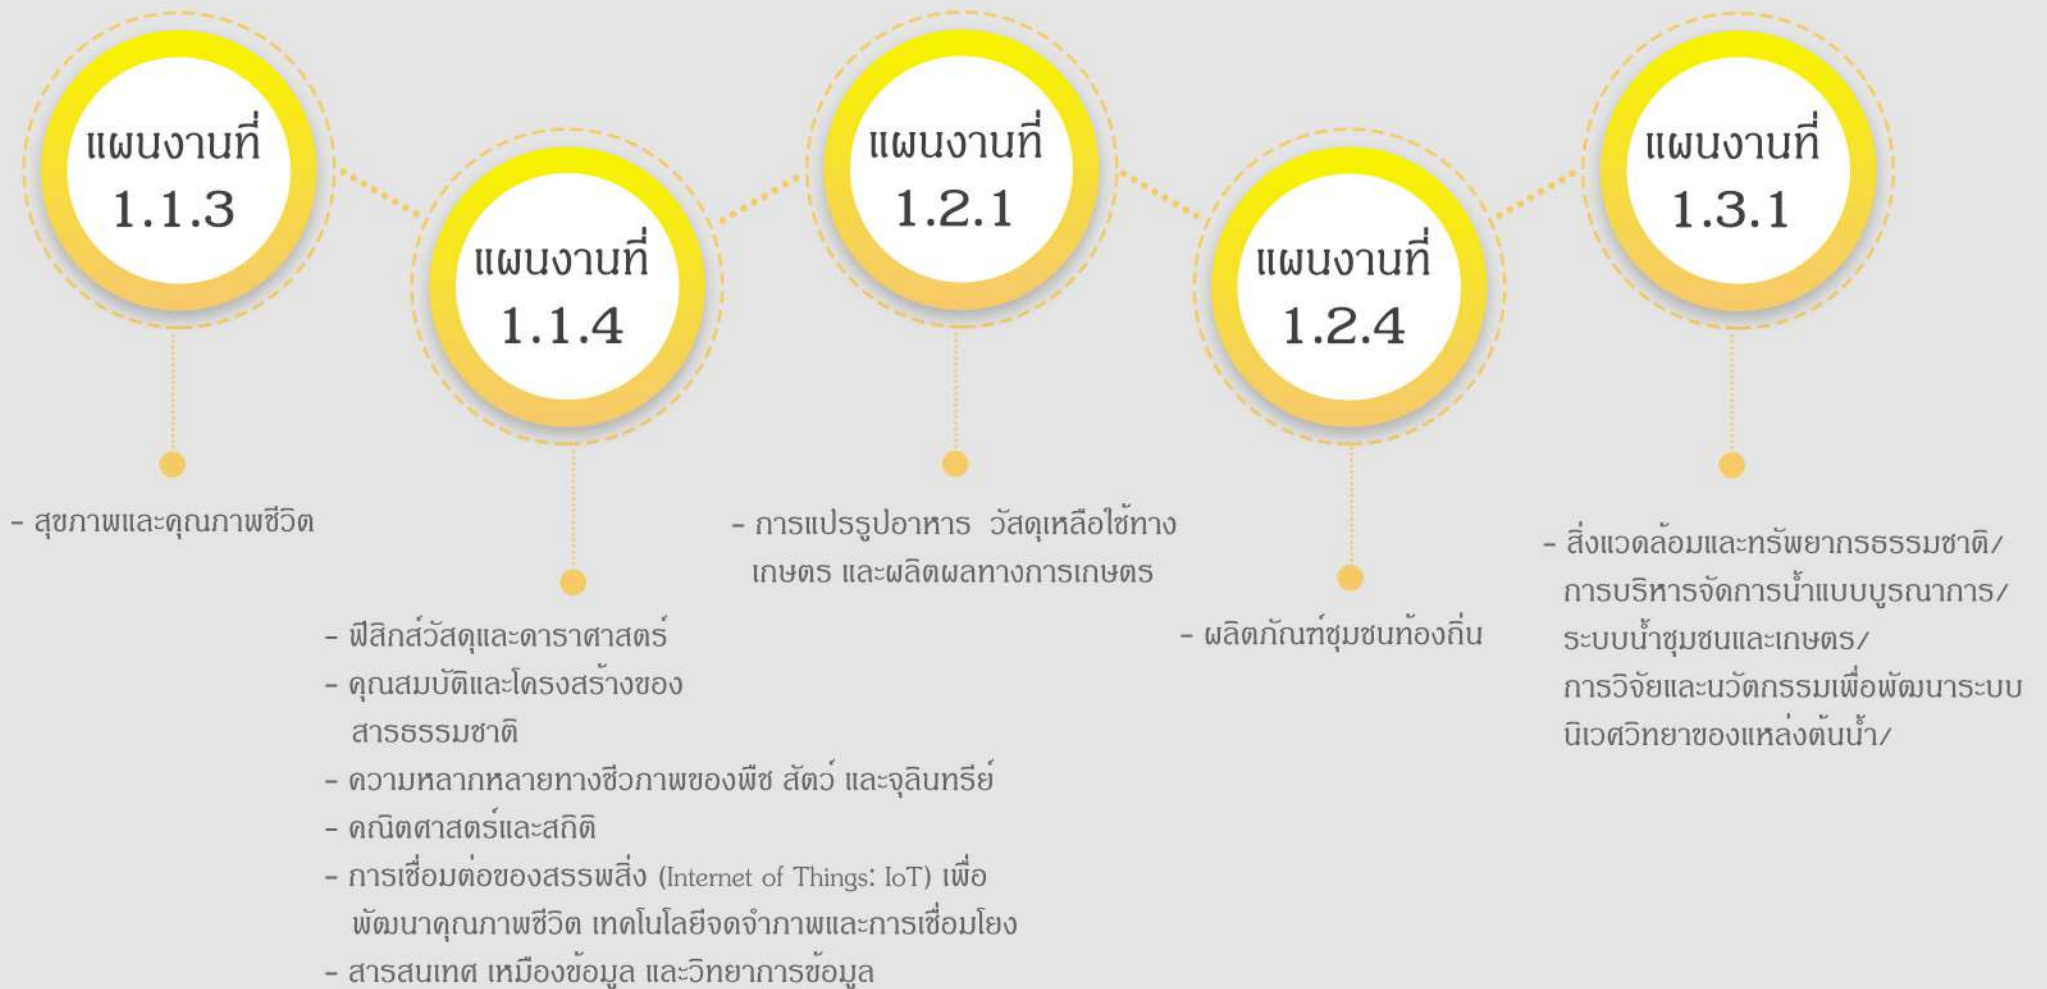 แผนงานที่
1.1.3
- สุขภาพและคุณภาพชีวิต
แผนงานที่
1.1.4
- ฟิสิกส์วัสดุและดาราศาสตร์
- คุณสมบัติและโครงสร้างของ
สารธรรมชาติ
- ความหลากหลายทางชีวภาพของพืช สัตว์ และจุลินทรีย์
- คณิตศาสตร์และสถิติ
- การเชื่อมต่อของสรรพสิ่ง (Internet of Things: IoT) เพื่อ
พัฒนาคุณภาพชีวิต เทคโนโลยีจดจำภาพและการเชื่อมโยง
- สารสนเทศ เหมืองข้อมูล และวิทยาการข้อมูล
แผนงานที่
1.2.1
- การแปรรูปอาหาร วัสดุเหลือใช้ทาง
เกษตร และผลิตผลทางการเกษตร
แผนงานที่
1.2.4
- ผลิตภัณฑ์ชุมชนท้องถิ่น
แผนงานที่
1.3.1
- สิ่งแวดล้อมและทรัพยากรธรรมชาติ/
การบริหารจัดการน้ำแบบบูรณาการ/
ระบบน้ำชุมชนและเกษตร/
การวิจัยและนวัตกรรมเพื่อพัฒนาระบบ
นิเวศวิทยาของแหล่งต้นน้ำ/